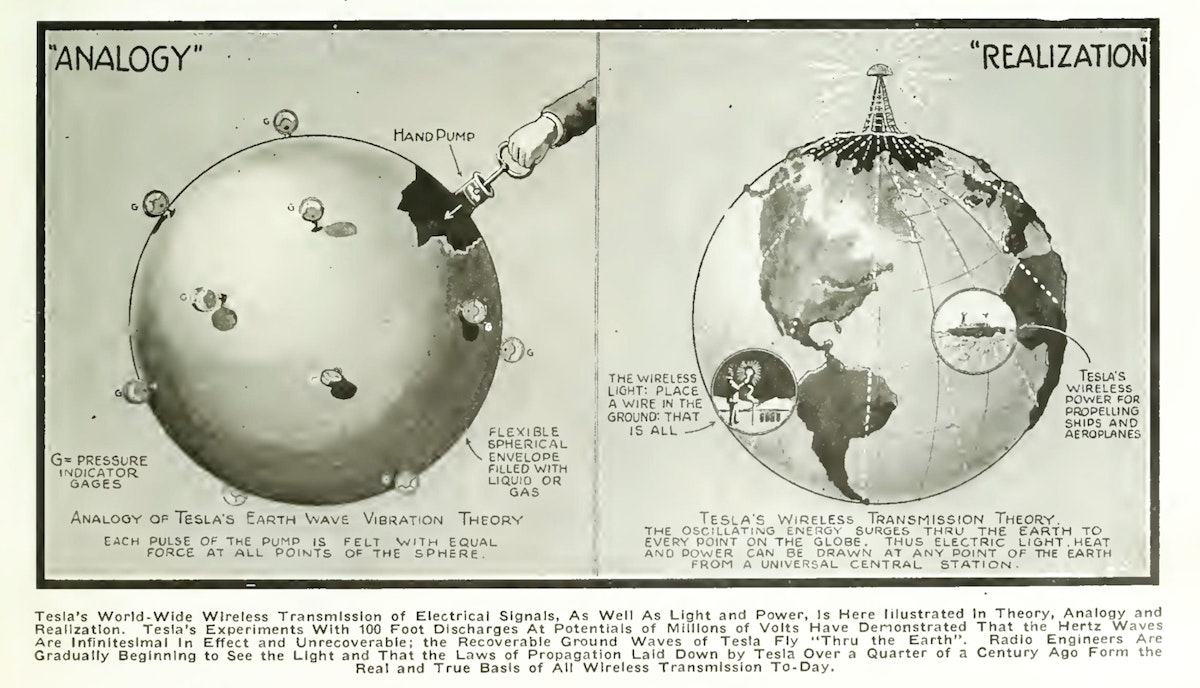 "ANALOGY"
HAND PUMP
G
G
G
G
G
G
G= PRESSURE
INDICATOR
GAGES
FLEXIBLE
SPHERICAL
ENVELOPE
FILLED WITH
LIQUID OR
GAS
ANALOGY OF TESLA'S EARTH WAVE VIBRATION THEORY
EACH PULSE OF THE PUMP IS FELT WITH EQUAL
FORCE AT ALL POINTS OF THE SPHERE.
"REALIZATION"
THE WIRELESS
LIGHT: PLACE
A WIRE IN THE
GROUND: THAT
IS ALL
TESLA'S
WIRELESS
POWER FOR
PROPELLING
SHIPS AND
AEROPLANES
TESLA'S WIRELESS TRANSMISSION THEORY.
THE OSCILLATING ENERGY SURGES THRU THE EARTH TO
EVERY POINT ON THE GLOBE. THUS ELECTRIC LIGHT, HEAT
AND POWER CAN BE DRAWN AT ANY POINT OF THE EARTH
FROM A UNIVERSAL CENTRAL STATION.
Tesla's World-Wide Wireless Transmission of Electrical Signals, As Well As Light and Power, Is Here Illustrated in Theory, Analogy and
Realization. Tesla's Experiments With 100 Foot Discharges At Potentials of Millions of Volts Have Demonstrated That the Hertz Waves
Are Infinitesimal In Effect and Unrecoverable; the Recoverable Ground Waves of Tesla Fly "Thru the Earth". Radio Engineers Are
Gradually Beginning to See the Light and That the Laws of Propagation Laid Down by Tesla Over a Quarter of a Century Ago Form the
Real and True Basis of All Wireless Transmission To-Day.